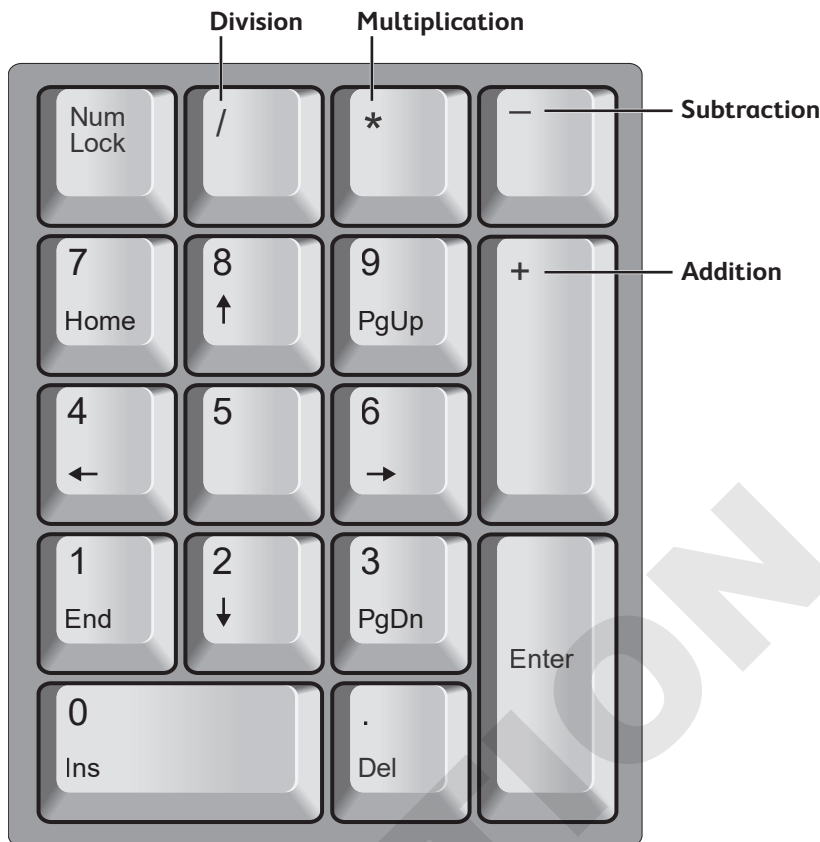 Division Multiplication
Num
Lock
/
*
–
Subtraction
7
Home
8
↑
9
PgUp
+
Addition
4
←
5
6
→
1
End
2
↓
3
PgDn
Enter
0
Ins
.
Del
TION